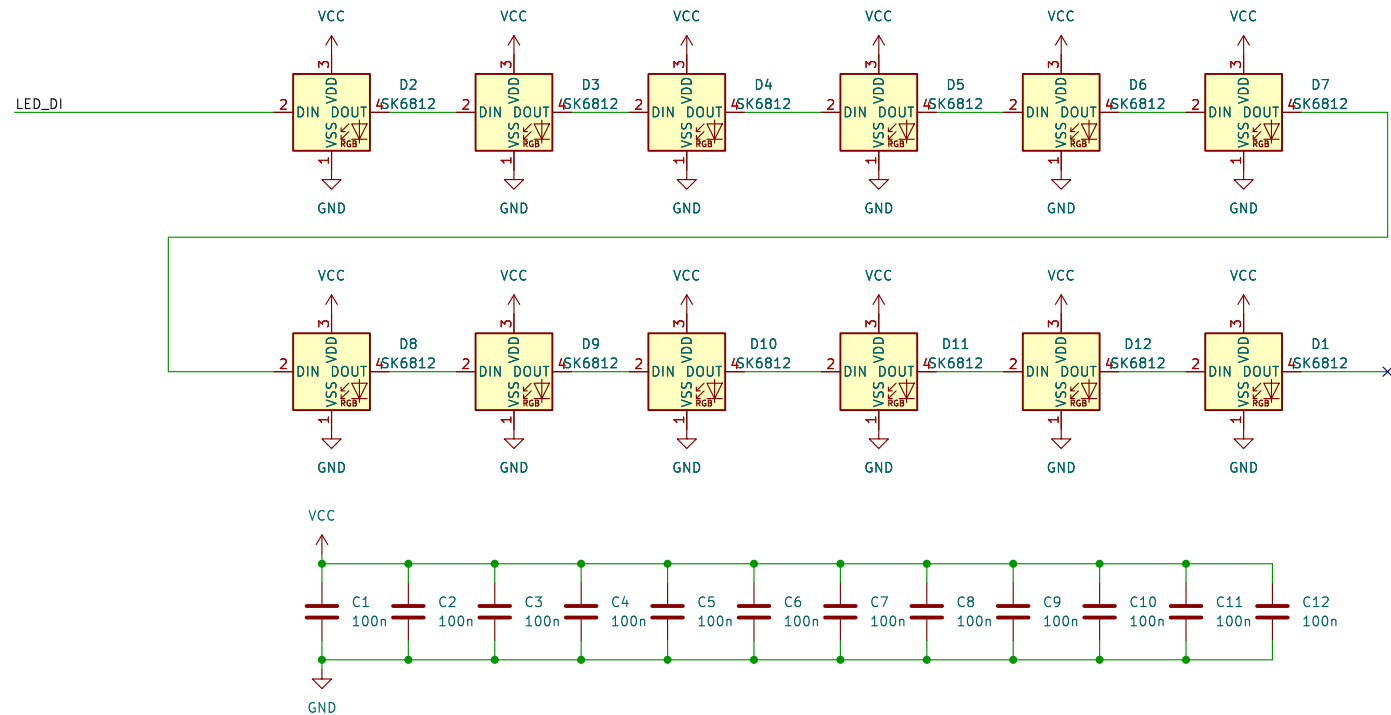 VCC VCC VCC VCC VCC VCC
3 3 3 3 3 3
D2 D3 D4 D5 D6 D7
LED_DI 2 DIN VDD DOUT VSS RGB 4 SK6812 2 DIN VDD DOUT VSS RGB 4 SK6812 2 DIN VDD DOUT VSS RGB 4 SK6812 2 DIN VDD DOUT VSS RGB 4 SK6812 2 DIN VDD DOUT VSS RGB 4 SK6812 2 DIN VDD DOUT VSS RGB 4 SK6812
1 1 1 1 1 1
GND GND GND GND GND GND
VCC VCC VCC VCC VCC VCC
3 3 3 3 3 3
D8 D9 D10 D11 D12 D1
2 DIN VDD DOUT VSS RGB 4 SK6812 2 DIN VDD DOUT VSS RGB 4 SK6812 2 DIN VDD DOUT VSS RGB 4 SK6812 2 DIN VDD DOUT VSS RGB 4 SK6812 2 DIN VDD DOUT VSS RGB 4 SK6812 2 DIN VDD DOUT VSS RGB 4 SK6812
1 1 1 1 1 1
GND GND GND GND GND GND
VCC
C1 C2 C3 C4 C5 C6 C7 C8 C9 C10 C11 C12
100n 100n 100n 100n 100n 100n 100n 100n 100n 100n 100n 100n
GND